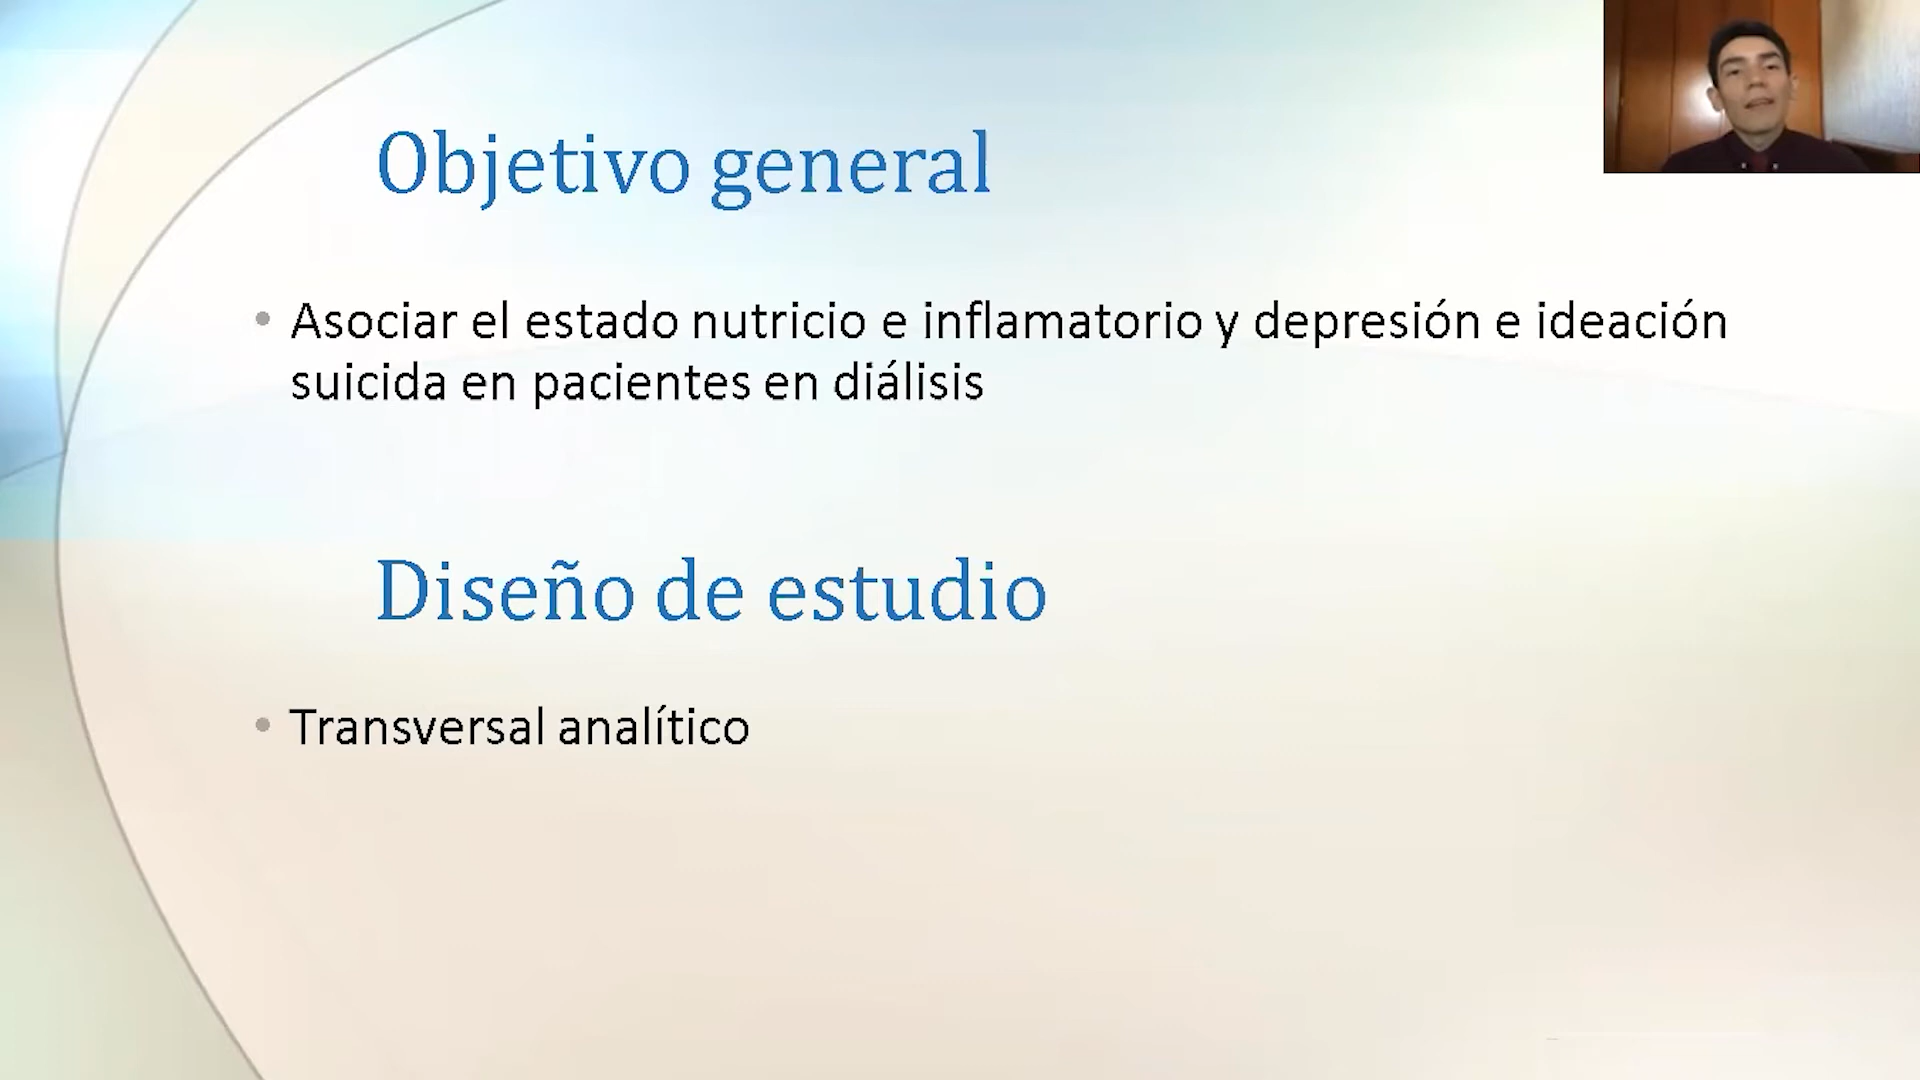 Objetivo general
• Asociar el estado nutricio e inflamatorio y depresión e ideación
suicida en pacientes en diálisis
Diseño de estudio
• Transversal analítico